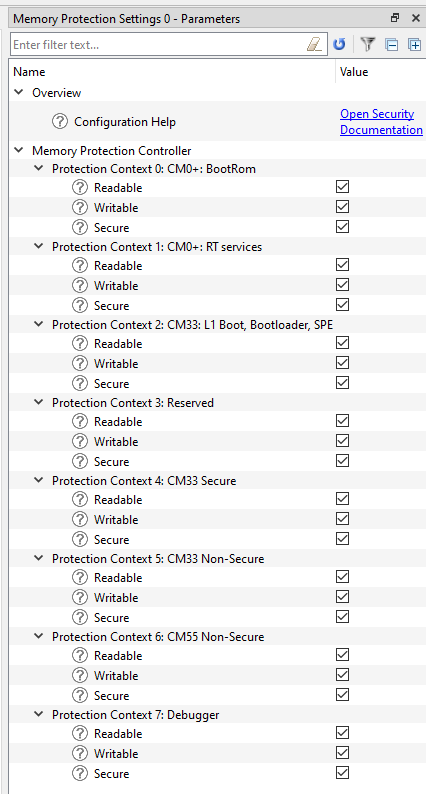 Memory Protection Settings 0 - Parameters
Enter filter text...
Name Value
Overview
Configuration Help Open Security
Documentation
Memory Protection Controller
Protection Context 0: CM0+: BootRom
Readable
Writable
Secure
Protection Context 1: CM0+: RT services
Readable
Writable
Secure
Protection Context 2: CM33: L1 Boot, Bootloader, SPE
Readable
Writable
Secure
Protection Context 3: Reserved
Readable
Writable
Secure
Protection Context 4: CM33 Secure
Readable
Writable
Secure
Protection Context 5: CM33 Non-Secure
Readable
Writable
Secure
Protection Context 6: CM55 Non-Secure
Readable
Writable
Secure
Protection Context 7: Debugger
Readable
Writable
Secure